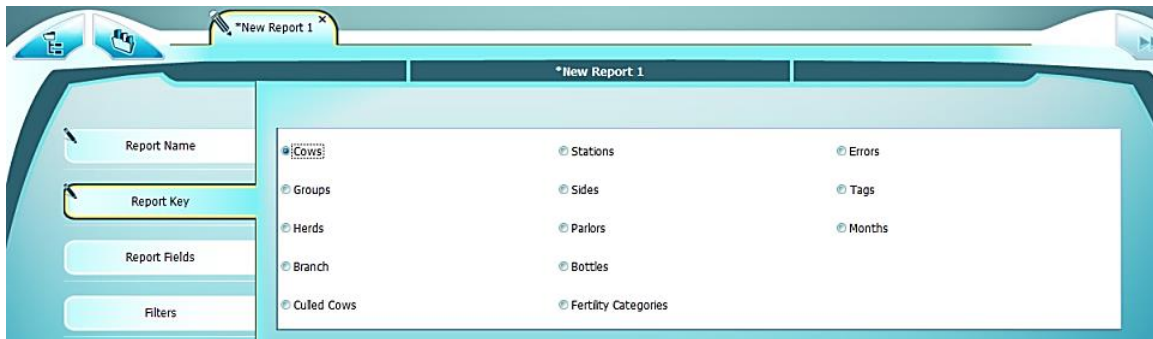 *New Report 1
*New Report 1
Report Name
Report Key
Report Fields
Filters
Cows
Stations
Errors
Groups
Sides
Tags
Herds
Parlors
Months
Branch
Bottles
Culled Cows
Fertility Categories